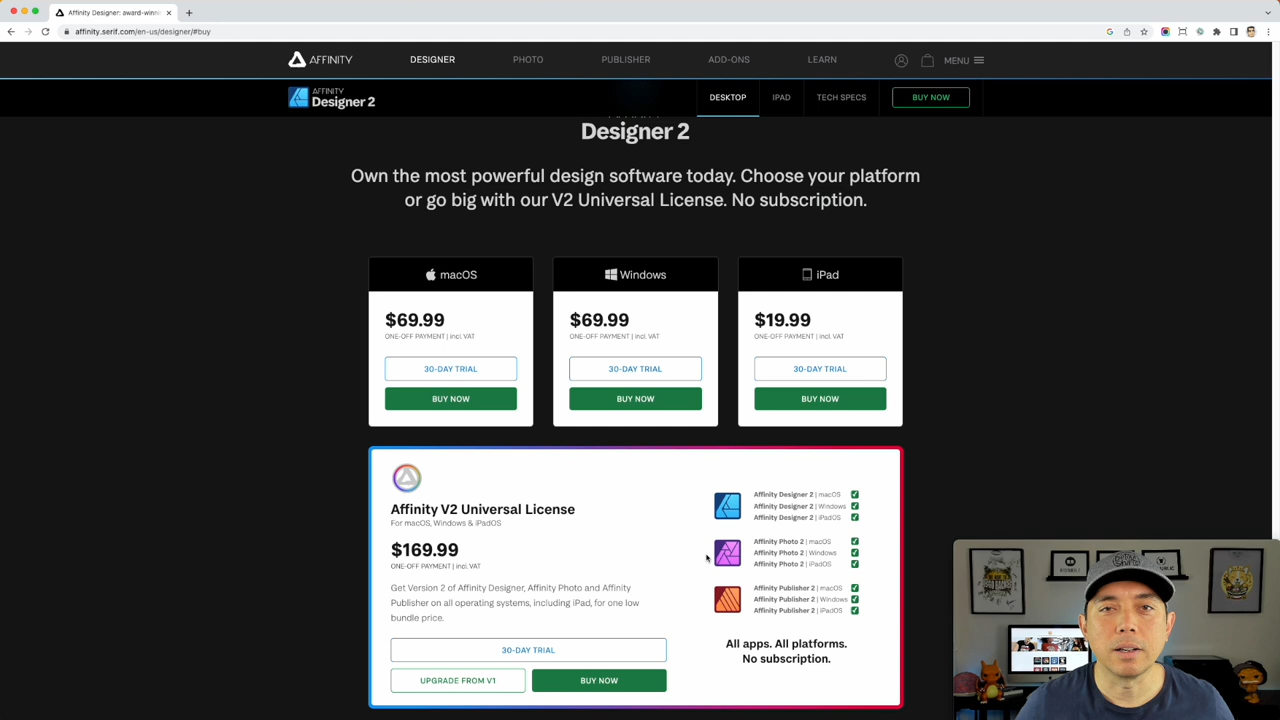 Affinity Designer: award-winni
affinity.serif.com/en-us/designer/#buy
AFFINITY DESIGNER PHOTO PUBLISHER ADD-ONS LEARN MENU
AFFINITY
Designer 2
DESKTOP IPAD TECH SPECS BUY NOW
Designer 2
Own the most powerful design software today. Choose your platform
or go big with our V2 Universal License. No subscription.
macOS
$69.99
ONE-OFF PAYMENT | incl. VAT
30-DAY TRIAL
BUY NOW
Windows
$69.99
ONE-OFF PAYMENT | incl. VAT
30-DAY TRIAL
BUY NOW
iPad
$19.99
ONE-OFF PAYMENT | incl. VAT
30-DAY TRIAL
BUY NOW
Affinity V2 Universal License
For macOS, Windows & iPadOS
$169.99
ONE-OFF PAYMENT | incl. VAT
Get Version 2 of Affinity Designer, Affinity Photo and Affinity
Publisher on all operating systems, including iPad, for one low
bundle price.
30-DAY TRIAL
UPGRADE FROM V1 BUY NOW
Affinity Designer 2 | macOS
Affinity Designer 2 | Windows
Affinity Designer 2 | iPadOS
Affinity Photo 2 | macOS
Affinity Photo 2 | Windows
Affinity Photo 2 | iPadOS
Affinity Publisher 2 | macOS
Affinity Publisher 2 | Windows
Affinity Publisher 2 | iPadOS
All apps. All platforms.
No subscription.